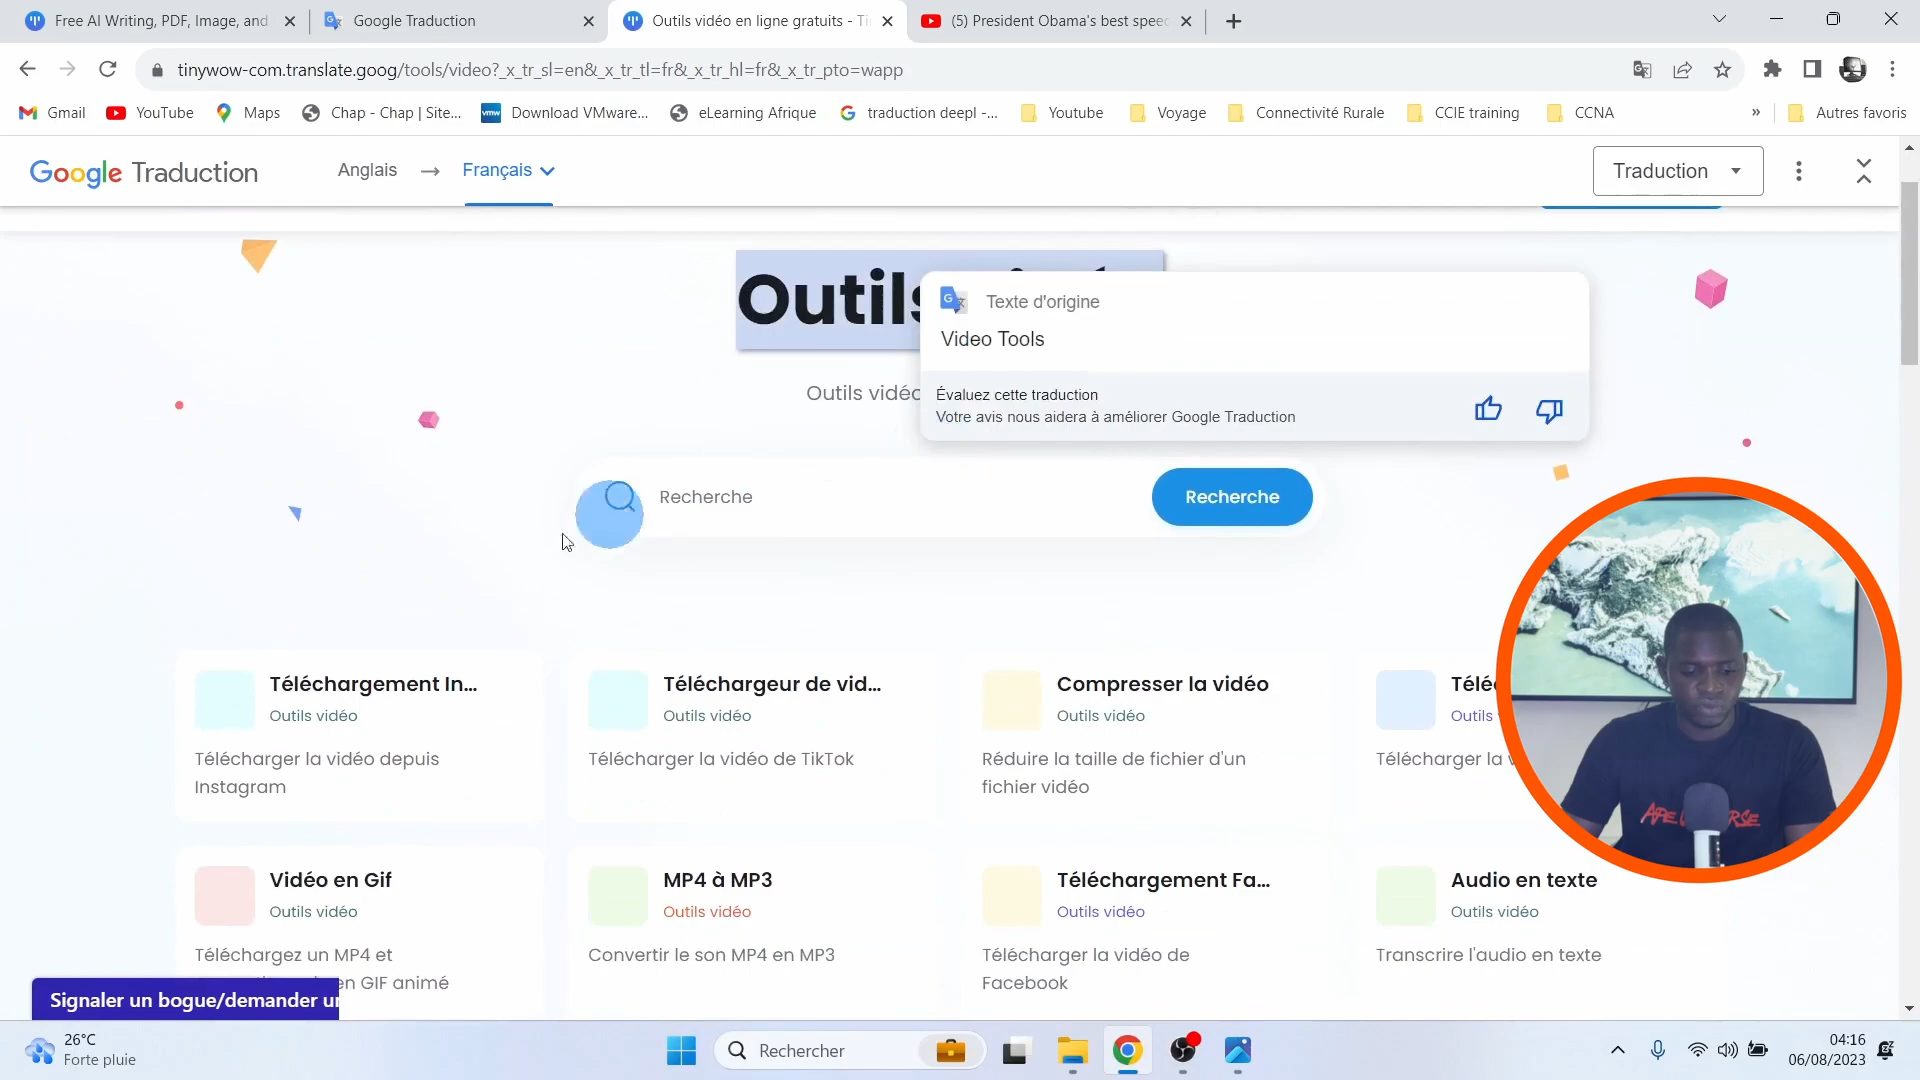 Free AI Writing, PDF, Image, and
Google Traduction
Outils vidéo en ligne gratuits - Ti
(5) President Obama's best spee
tinywow-com.translate.goog/tools/video?_x_tr_sl=en&_x_tr_tl=fr&_x_tr_hl=fr&_x_tr_pto=wapp
Gmail
YouTube
Maps
Chap - Chap | Site...
Download VMware...
eLearning Afrique
traduction deepl -...
Youtube
Voyage
Connectivité Rurale
CCIE training
CCNA
»
Autres favoris
Google Traduction
Anglais → Français
Traduction
Outils
Texte d'origine
Video Tools
Outils vidéo
Évaluez cette traduction
Votre avis nous aidera à améliorer Google Traduction
Recherche
Recherche
Téléchargement In...
Outils vidéo
Télécharger la vidéo depuis
Instagram
Téléchargeur de vid...
Outils vidéo
Télécharger la vidéo de TikTok
Compresser la vidéo
Outils vidéo
Réduire la taille de fichier d'un
fichier vidéo
Outils
Télécharger la
Vidéo en Gif
Outils vidéo
Téléchargez un MP4 et
en GIF animé
MP4 à MP3
Outils vidéo
Convertir le son MP4 en MP3
Téléchargement Fa...
Outils vidéo
Télécharger la vidéo de
Facebook
Audio en texte
Outils vidéo
Transcrire l'audio en texte
Signaler un bogue/demander
26°C
Forte pluie
Rechercher
04:16
06/08/2023